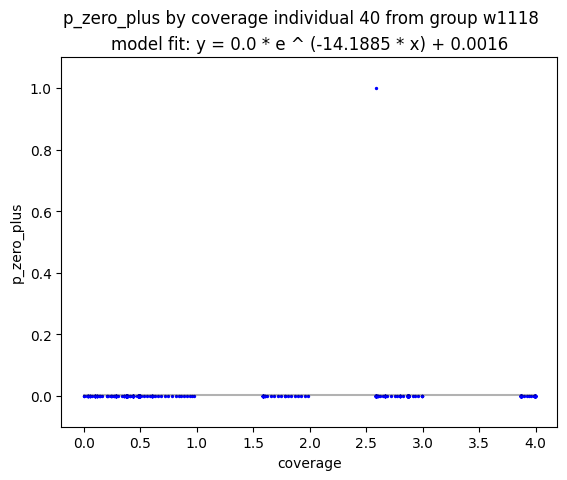 p_zero_plus by coverage individual 40 from group w1118
model fit: y = 0.0 * e ^ (-14.1885 * x) + 0.0016
1.0
0.8
0.6
0.4
0.2
0.0
p_zero_plus
0.0 0.5 1.0 1.5 2.0 2.5 3.0 3.5 4.0
coverage